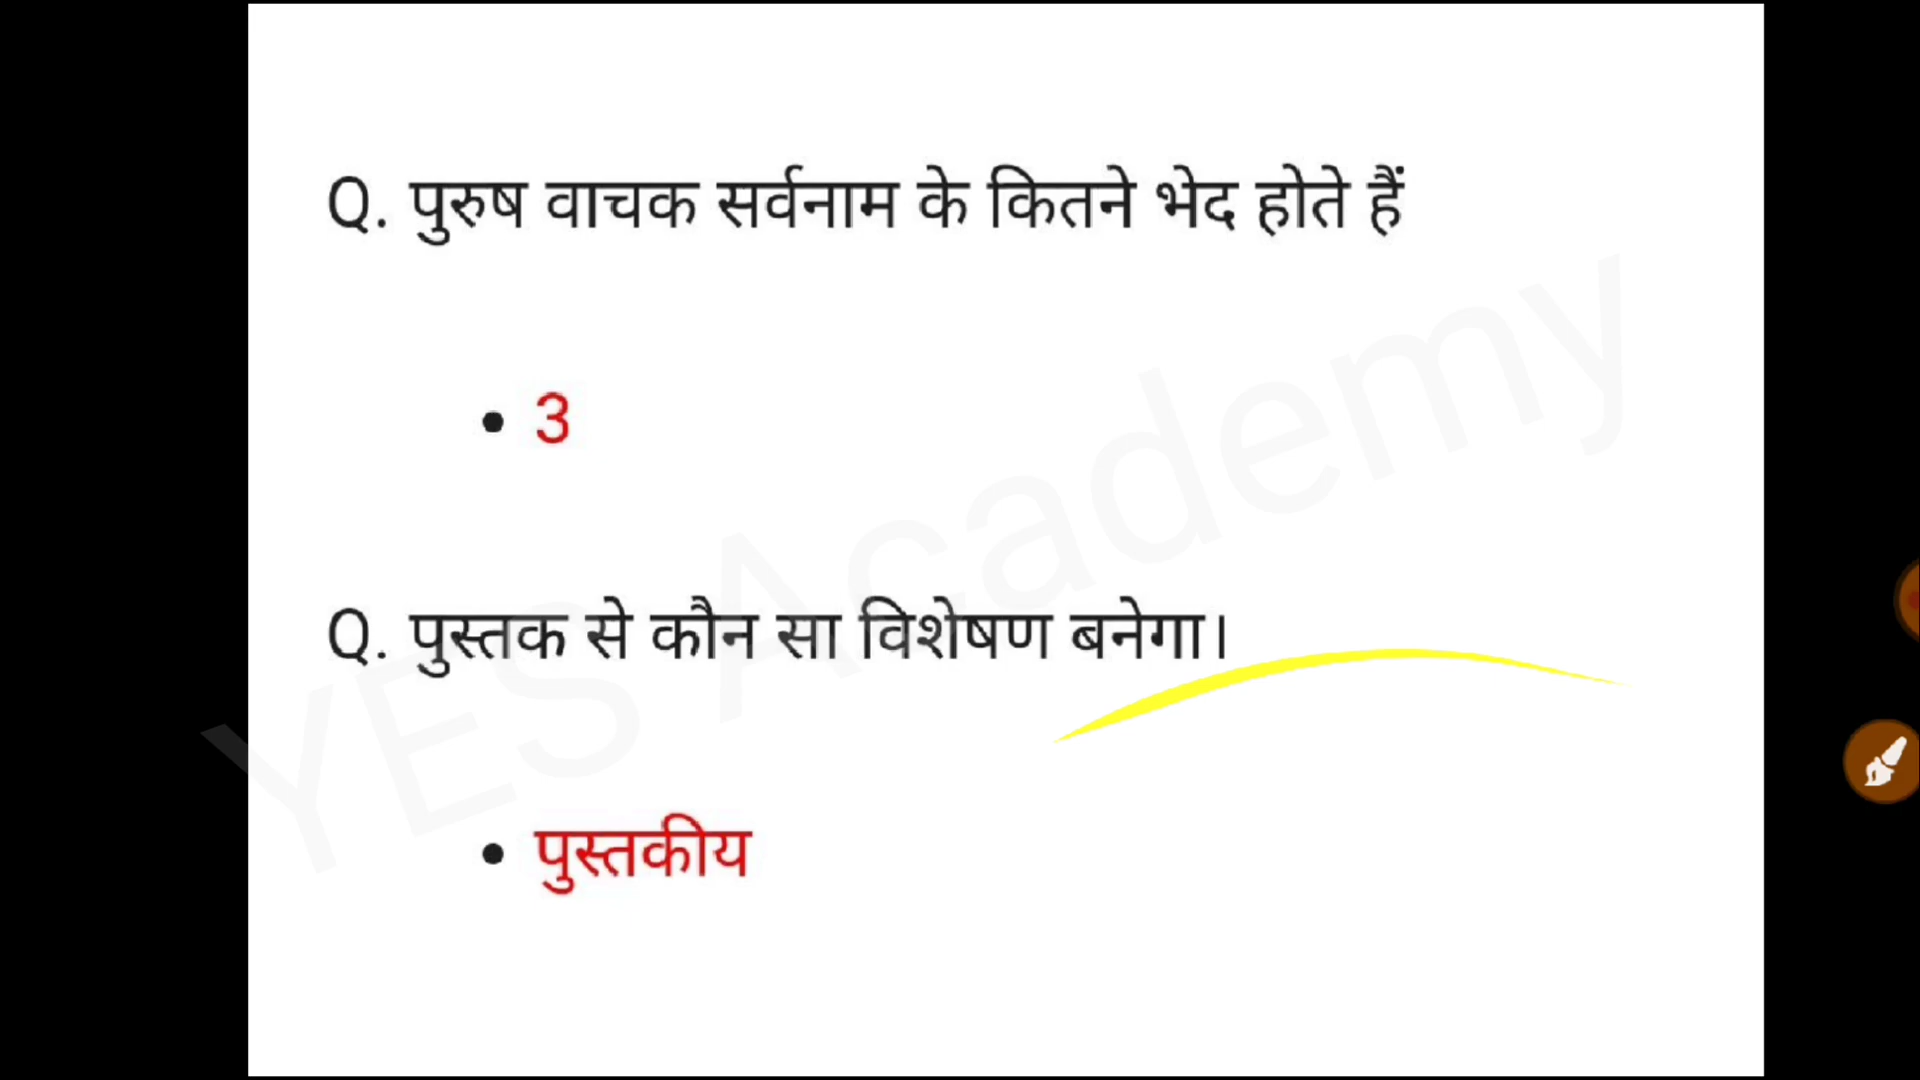 Q. पुरुष वाचक सर्वनाम के कितने भेद होते हैं
• 3
Q. पुस्तक से कौन सा विशेषण बनेगा।
• पुस्तकीय
YES Academy